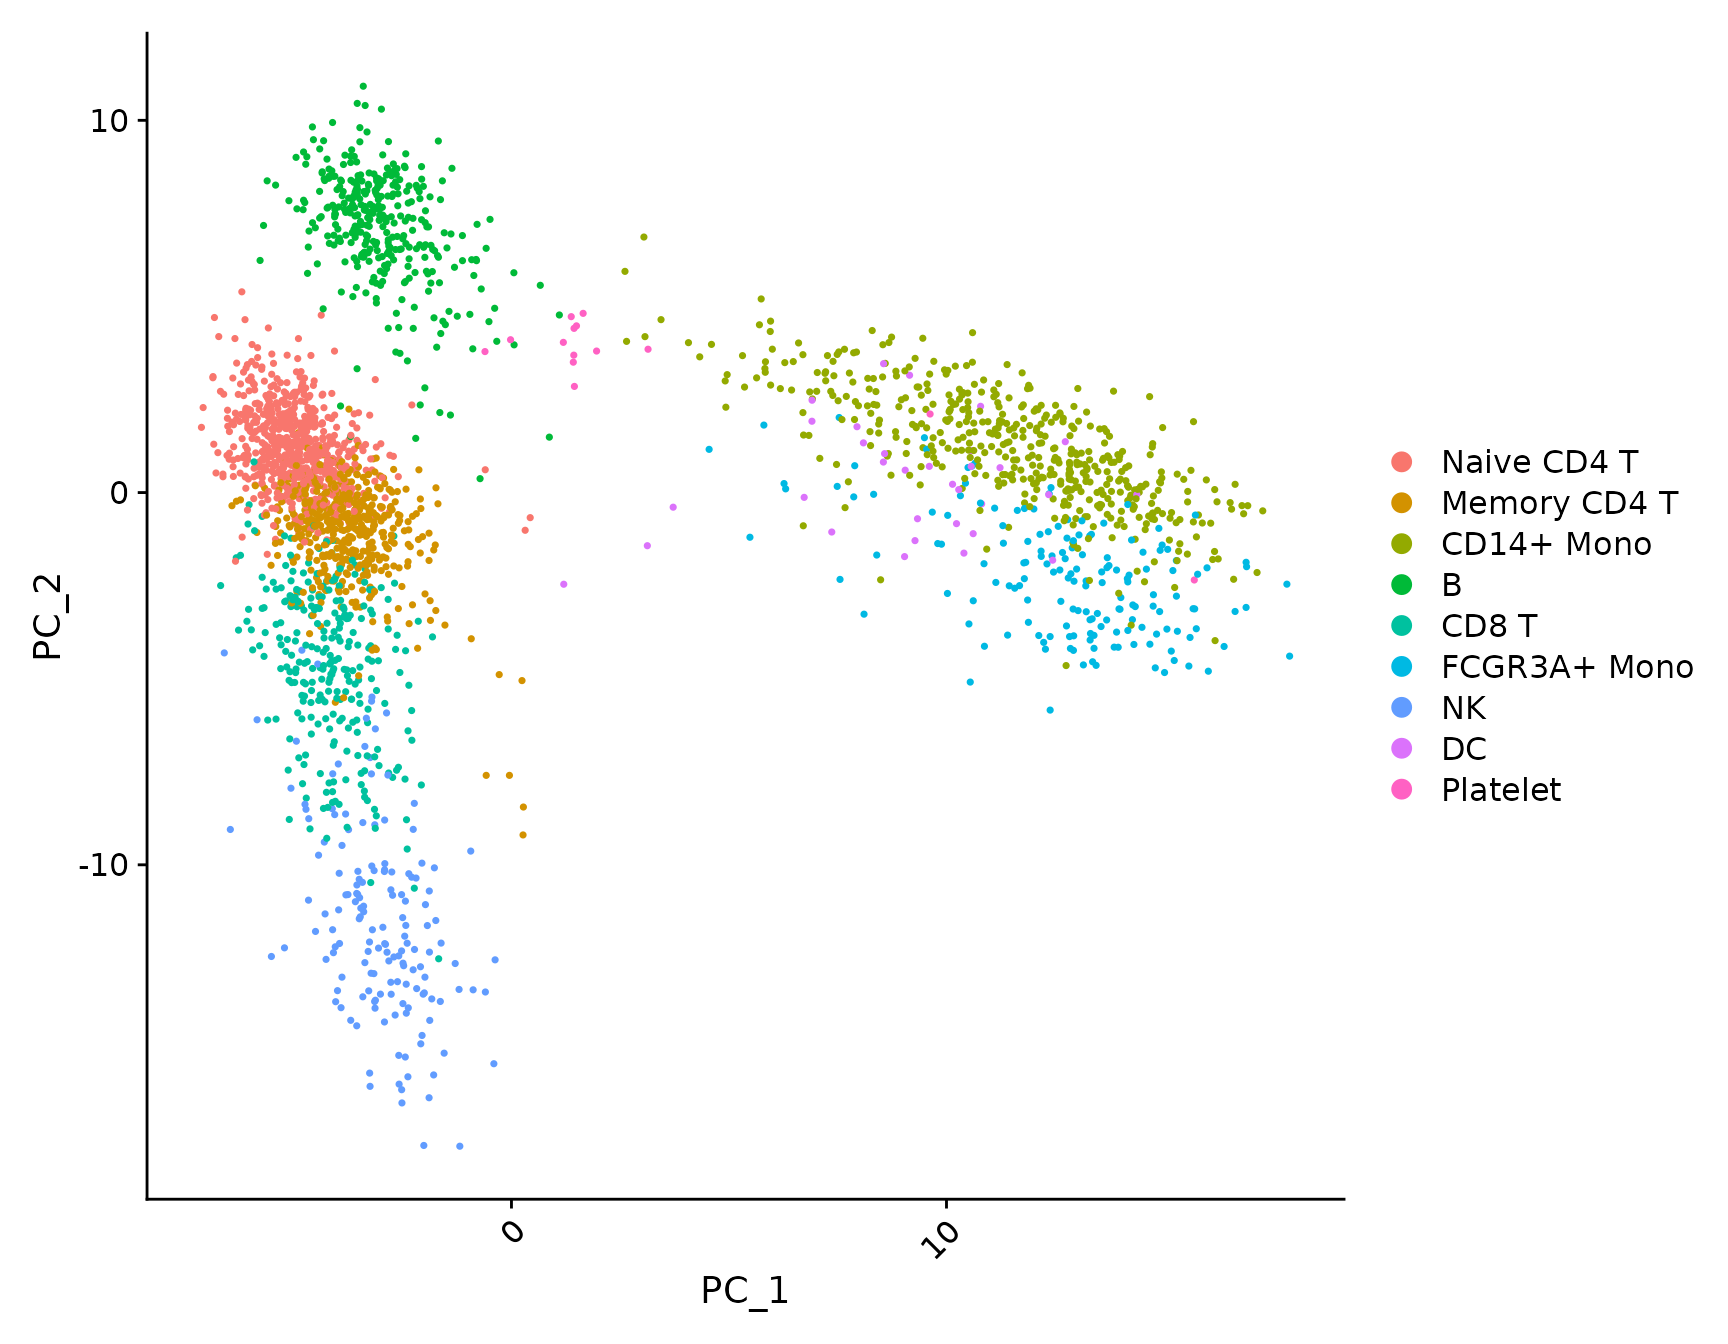 10
0
-10
PC_2
0
10
PC_1
Naive CD4 T
Memory CD4 T
CD14+ Mono
B
CD8 T
FCGR3A+ Mono
NK
DC
Platelet